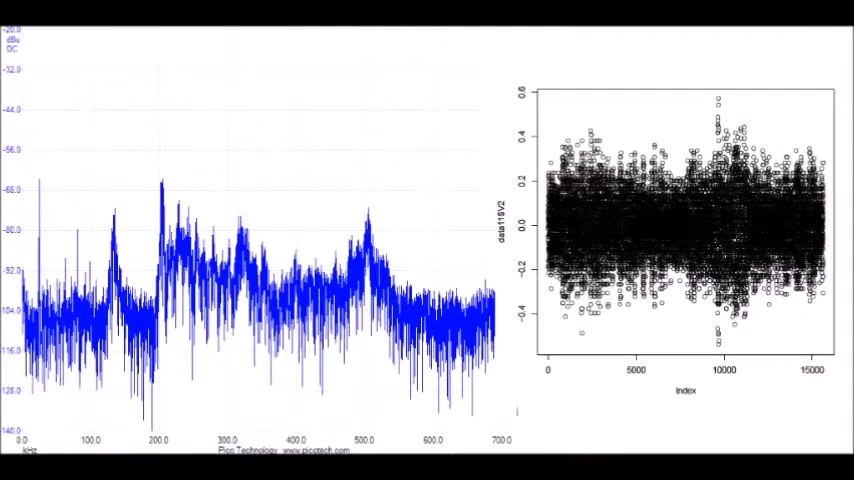 -20.0
dBu
DC
-32.0
-44.0
-56.0
-68.0
-80.0
-92.0
-104.0
-116.0
-128.0
-140.0
0.0 100.0 200.0 300.0 400.0 500.0 600.0 700.0
kHz
Pico Technology www.picotech.com
0.6
0.4
0.2
0.0
-0.2
-0.4
data11$V2
0 5000 10000 15000
Index